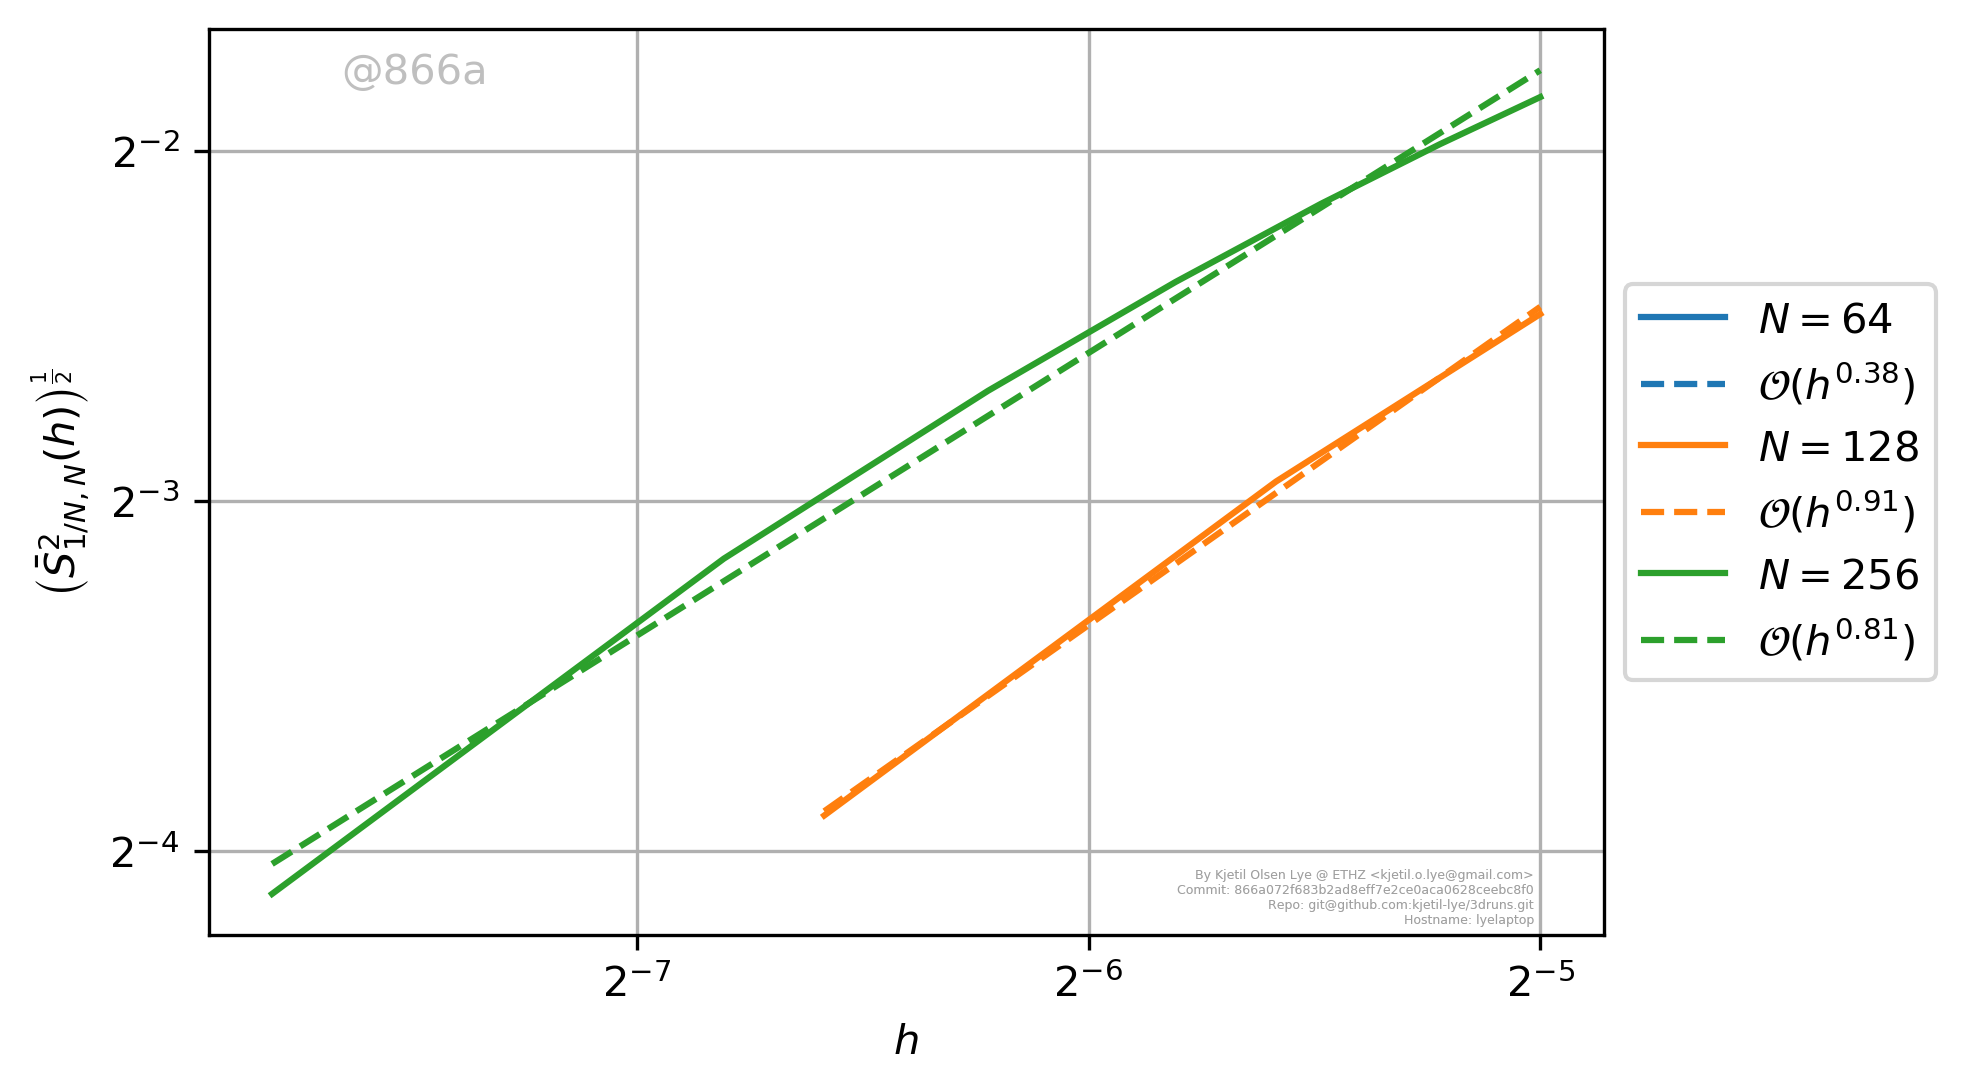 @866a
2⁻²
2⁻³
2⁻⁴
(S̄²₁/N,N(h))^½
2⁻⁷ 2⁻⁶ 2⁻⁵
h
N = 64
𝒪(h^0.38)
N = 128
𝒪(h^0.91)
N = 256
𝒪(h^0.81)
By Kjetil Olsen Lye @ ETHZ <kjetil.o.lye@gmail.com>
Commit: 866a072f683b2ad8eff7e2ce0aca0628ceebc8f0
Repo: git@github.com:kjetil-lye/3druns.git
Hostname: lyelaptop